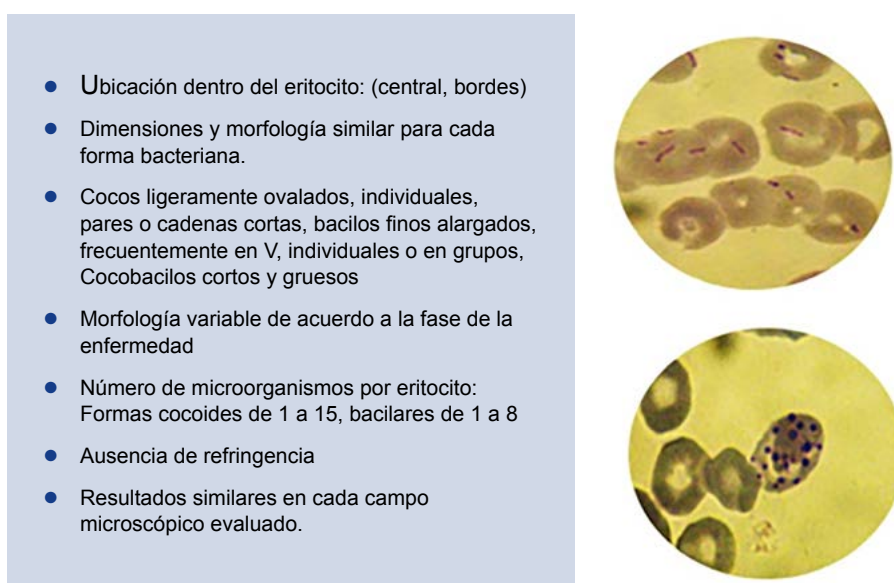 ● Ubicación dentro del eritocito: (central, bordes)
● Dimensiones y morfología similar para cada
forma bacteriana.
● Cocos ligeramente ovalados, individuales,
pares o cadenas cortas, bacilos finos alargados,
frecuentemente en V, individuales o en grupos,
Cocobacilos cortos y gruesos
● Morfología variable de acuerdo a la fase de la
enfermedad
● Número de microorganismos por eritocito:
Formas cocoides de 1 a 15, bacilares de 1 a 8
● Ausencia de refringencia
● Resultados similares en cada campo
microscópico evaluado.